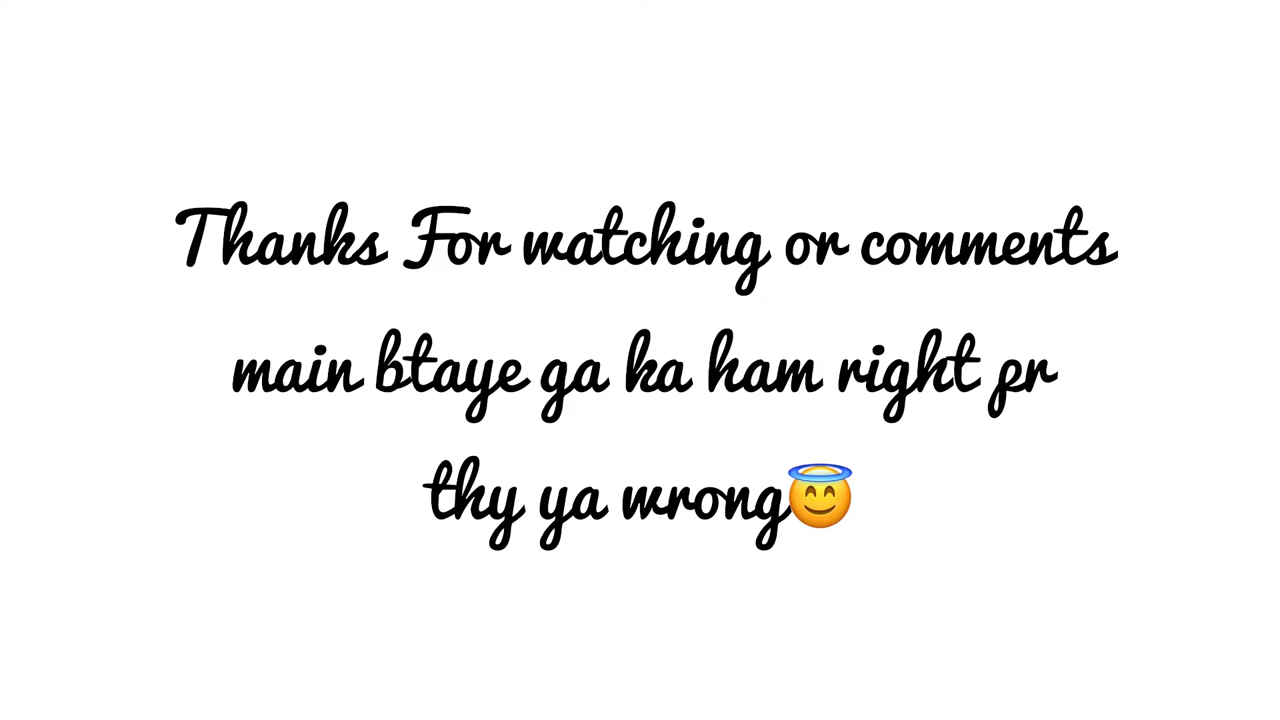 Thanks For watching or comments
main btaye ga ka ham right pr
thy ya wrong😇